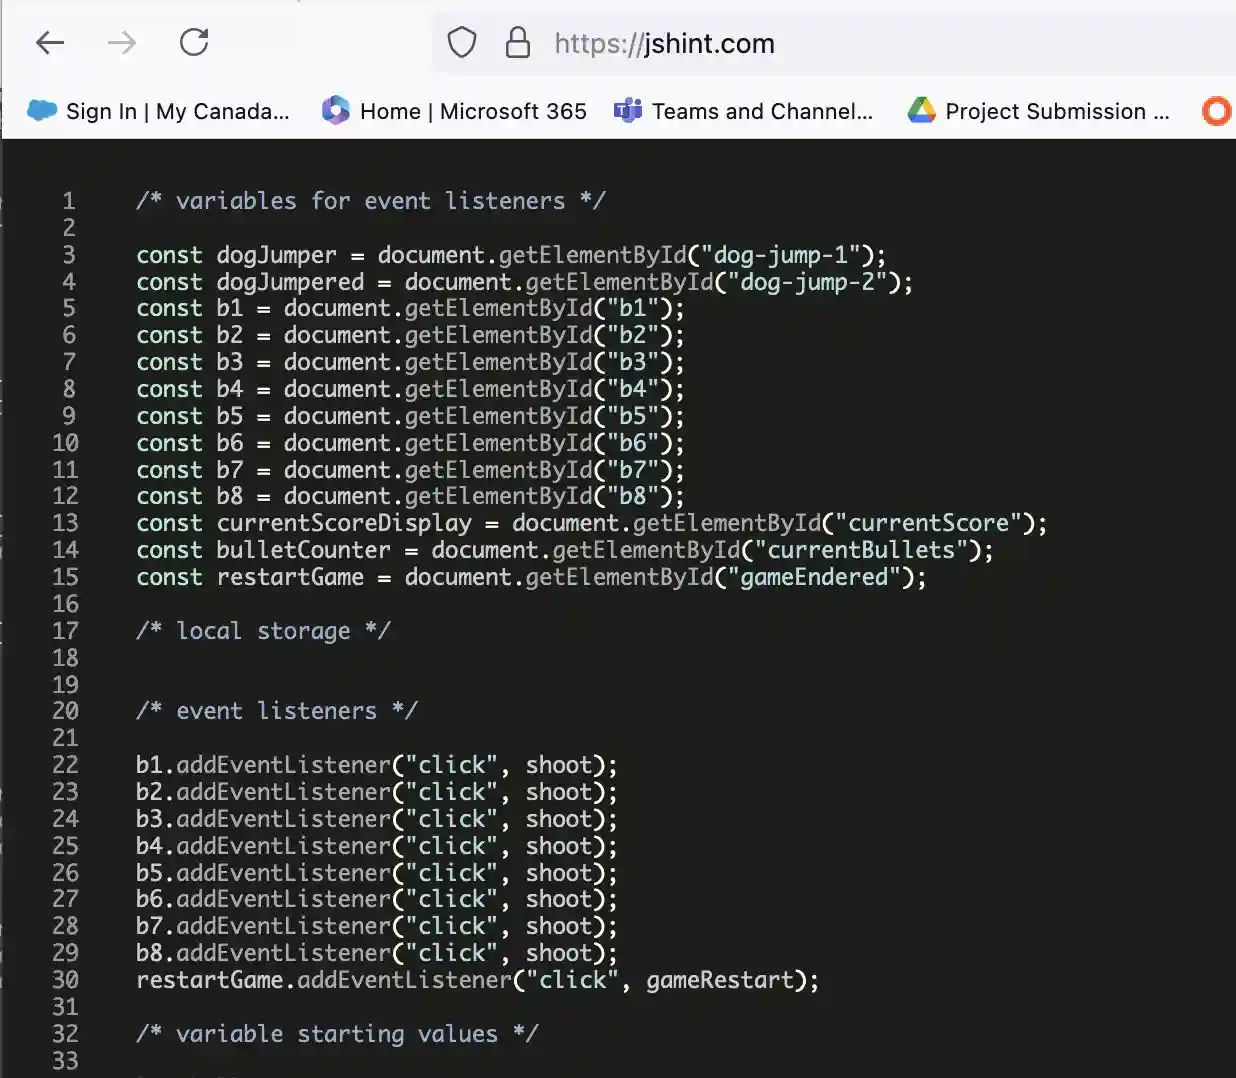 https://jshint.com
Sign In | My Canada... Home | Microsoft 365 Teams and Channel... Project Submission ...
1 /* variables for event listeners */
2
3 const dogJumper = document.getElementById("dog-jump-1");
4 const dogJumpered = document.getElementById("dog-jump-2");
5 const b1 = document.getElementById("b1");
6 const b2 = document.getElementById("b2");
7 const b3 = document.getElementById("b3");
8 const b4 = document.getElementById("b4");
9 const b5 = document.getElementById("b5");
10 const b6 = document.getElementById("b6");
11 const b7 = document.getElementById("b7");
12 const b8 = document.getElementById("b8");
13 const currentScoreDisplay = document.getElementById("currentScore");
14 const bulletCounter = document.getElementById("currentBullets");
15 const restartGame = document.getElementById("gameEndered");
16
17 /* local storage */
18
19
20 /* event listeners */
21
22 b1.addEventListener("click", shoot);
23 b2.addEventListener("click", shoot);
24 b3.addEventListener("click", shoot);
25 b4.addEventListener("click", shoot);
26 b5.addEventListener("click", shoot);
27 b6.addEventListener("click", shoot);
28 b7.addEventListener("click", shoot);
29 b8.addEventListener("click", shoot);
30 restartGame.addEventListener("click", gameRestart);
31
32 /* variable starting values */
33